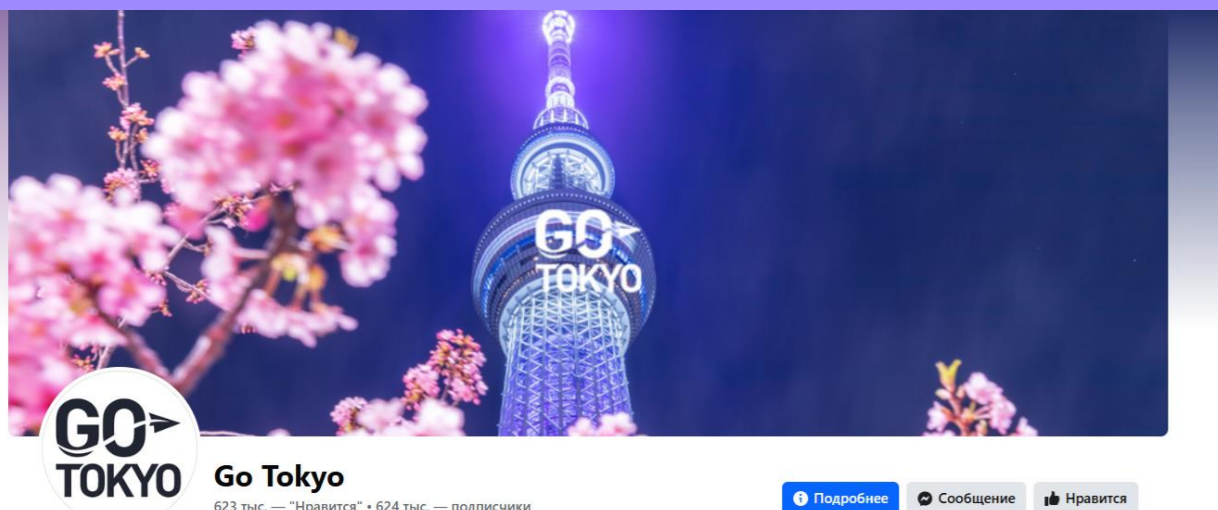 GO
TOKYO
GO
TOKYO
Go Tokyo
623 тыс. — "Нравится" • 624 тыс. — подписчики
Подробнее
Сообщение
Нравится